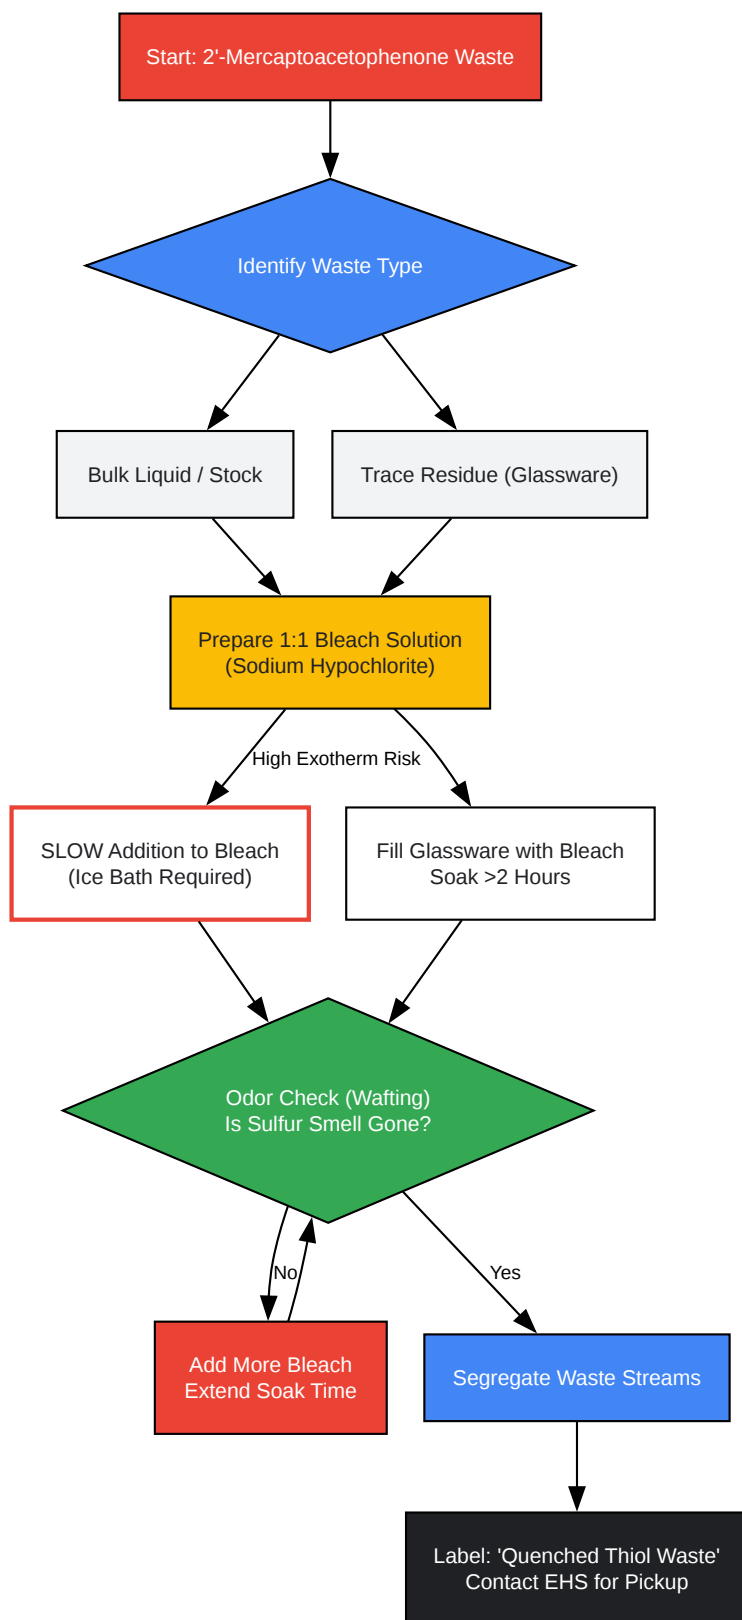 Start: 2'-Mercaptoacetophenone Waste
Identify Waste Type
Bulk Liquid / Stock
Trace Residue (Glassware)
Prepare 1:1 Bleach Solution
(Sodium Hypochlorite)
High Exotherm Risk
SLOW Addition to Bleach
(Ice Bath Required)
Fill Glassware with Bleach
Soak >2 Hours
Odor Check (Wafting)
Is Sulfur Smell Gone?
No
Yes
Add More Bleach
Extend Soak Time
Segregate Waste Streams
Label: 'Quenched Thiol Waste'
Contact EHS for Pickup